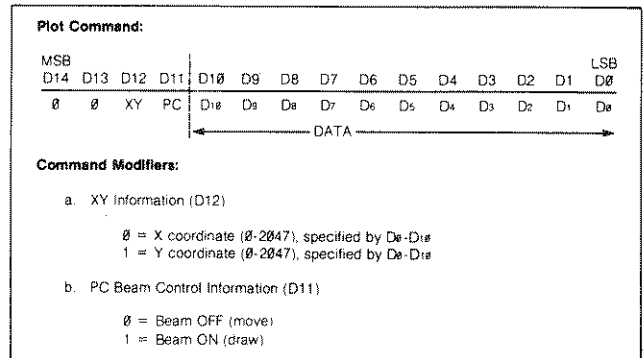 Plot Command:
MSB LSB
D14 D13 D12 D11 D1Ø D9 D8 D7 D6 D5 D4 D3 D2 D1 DØ
Ø Ø XY PC D₁ø D₉ D₈ D₇ D₆ D₅ D₄ D₃ D₂ D₁ Dø
DATA
Command Modifiers:
a. XY Information (D12)
Ø = X coordinate (Ø-2047), specified by Dø-D₁ø
1 = Y coordinate (Ø-2047), specified by Dø-D₁ø
b. PC Beam Control Information (D11)
Ø = Beam OFF (move)
1 = Beam ON (draw)